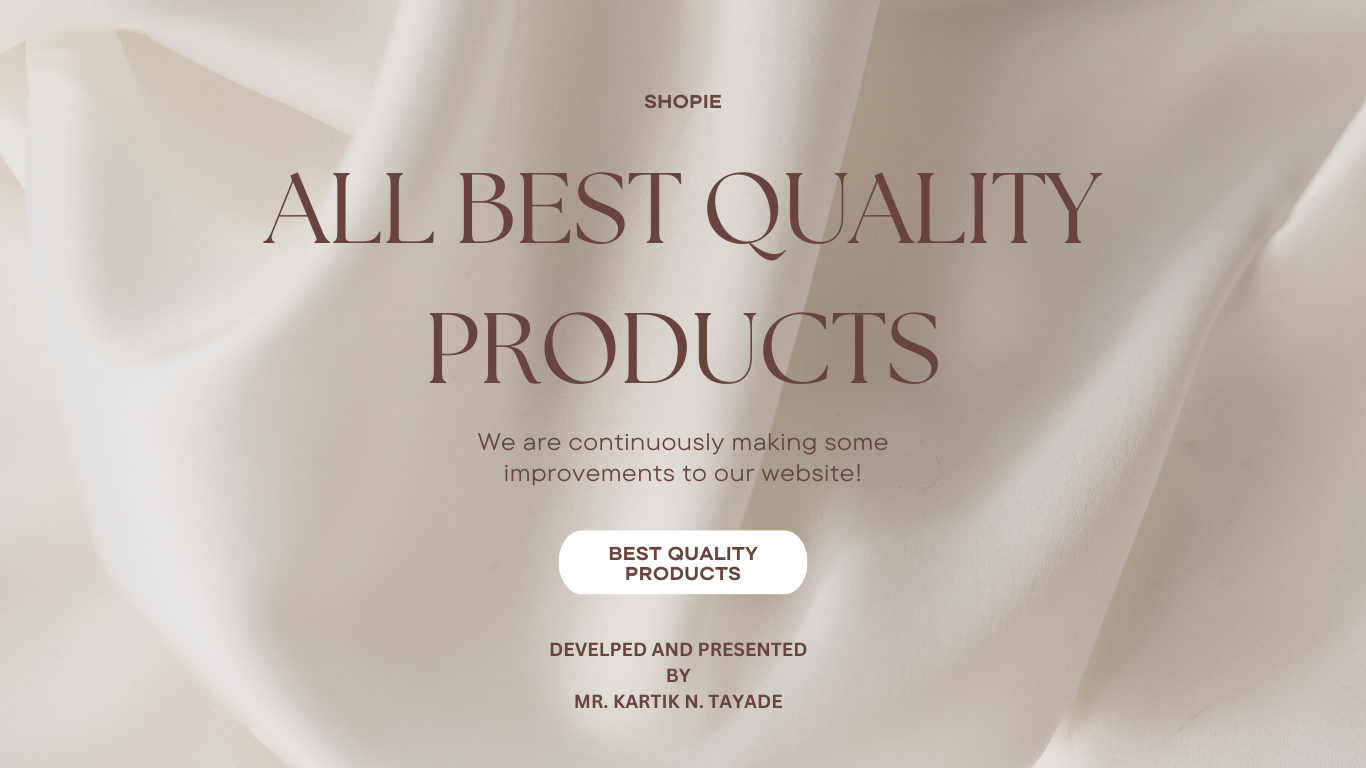 SHOPIE
ALL BEST QUALITY
PRODUCTS
We are continuously making some
improvements to our website!
BEST QUALITY
PRODUCTS
DEVELPED AND PRESENTED
BY
MR. KARTIK N. TAYADE